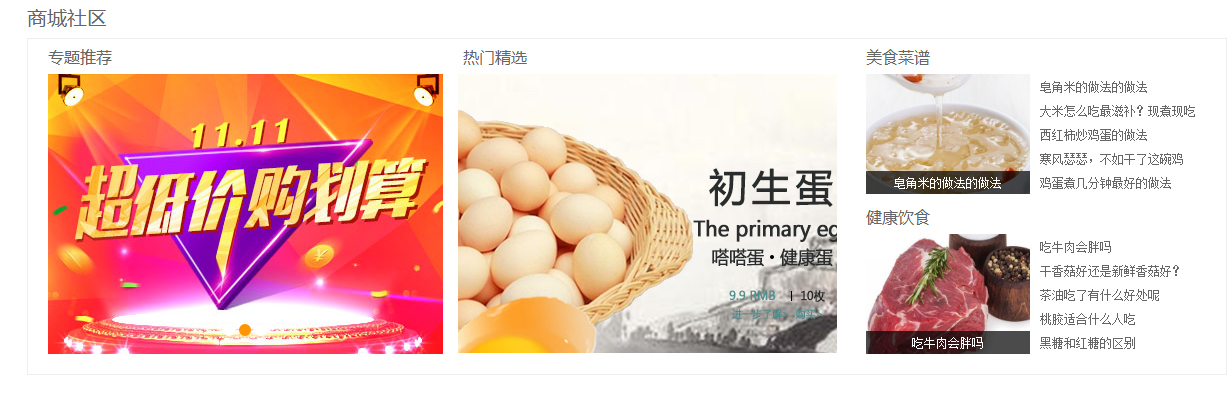 商城社区
专题推荐
11.11
超低价购划算
热门精选
初生蛋
The primary eg
嗒嗒蛋·健康蛋
9.9 RMB | 10枚
美食菜谱
皂角米的做法的做法
皂角米的做法的做法
大米怎么吃最滋补？现煮现吃
西红柿炒鸡蛋的做法
寒风瑟瑟，不如干了这碗鸡
鸡蛋煮几分钟最好的做法
健康饮食
吃牛肉会胖吗
吃牛肉会胖吗
干香菇好还是新鲜香菇好？
茶油吃了有什么好处呢
桃胶适合什么人吃
黑糖和红糖的区别